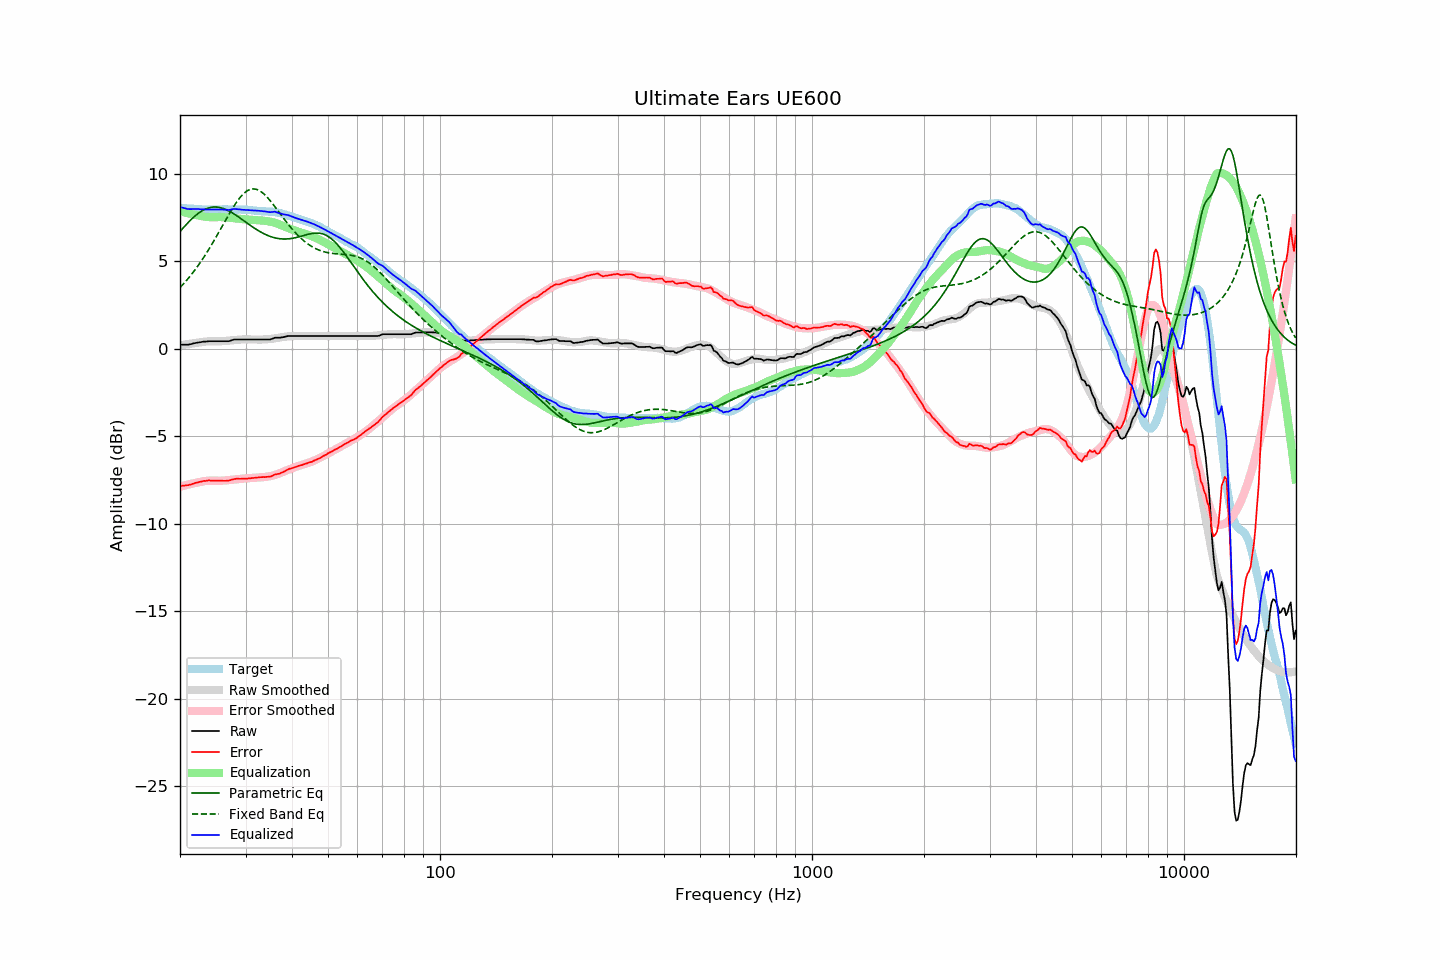 Ultimate Ears UE600
Amplitude (dBr)
10
5
0
−5
−10
−15
−20
−25
Target
Raw Smoothed
Error Smoothed
Raw
Error
Equalization
Parametric Eq
Fixed Band Eq
Equalized
100
1000
10000
Frequency (Hz)